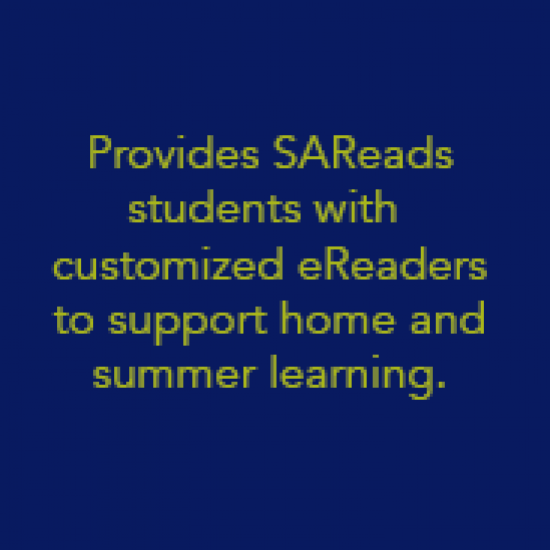 Provides SAReads
students with
customized eReaders
to support home and
summer learning.